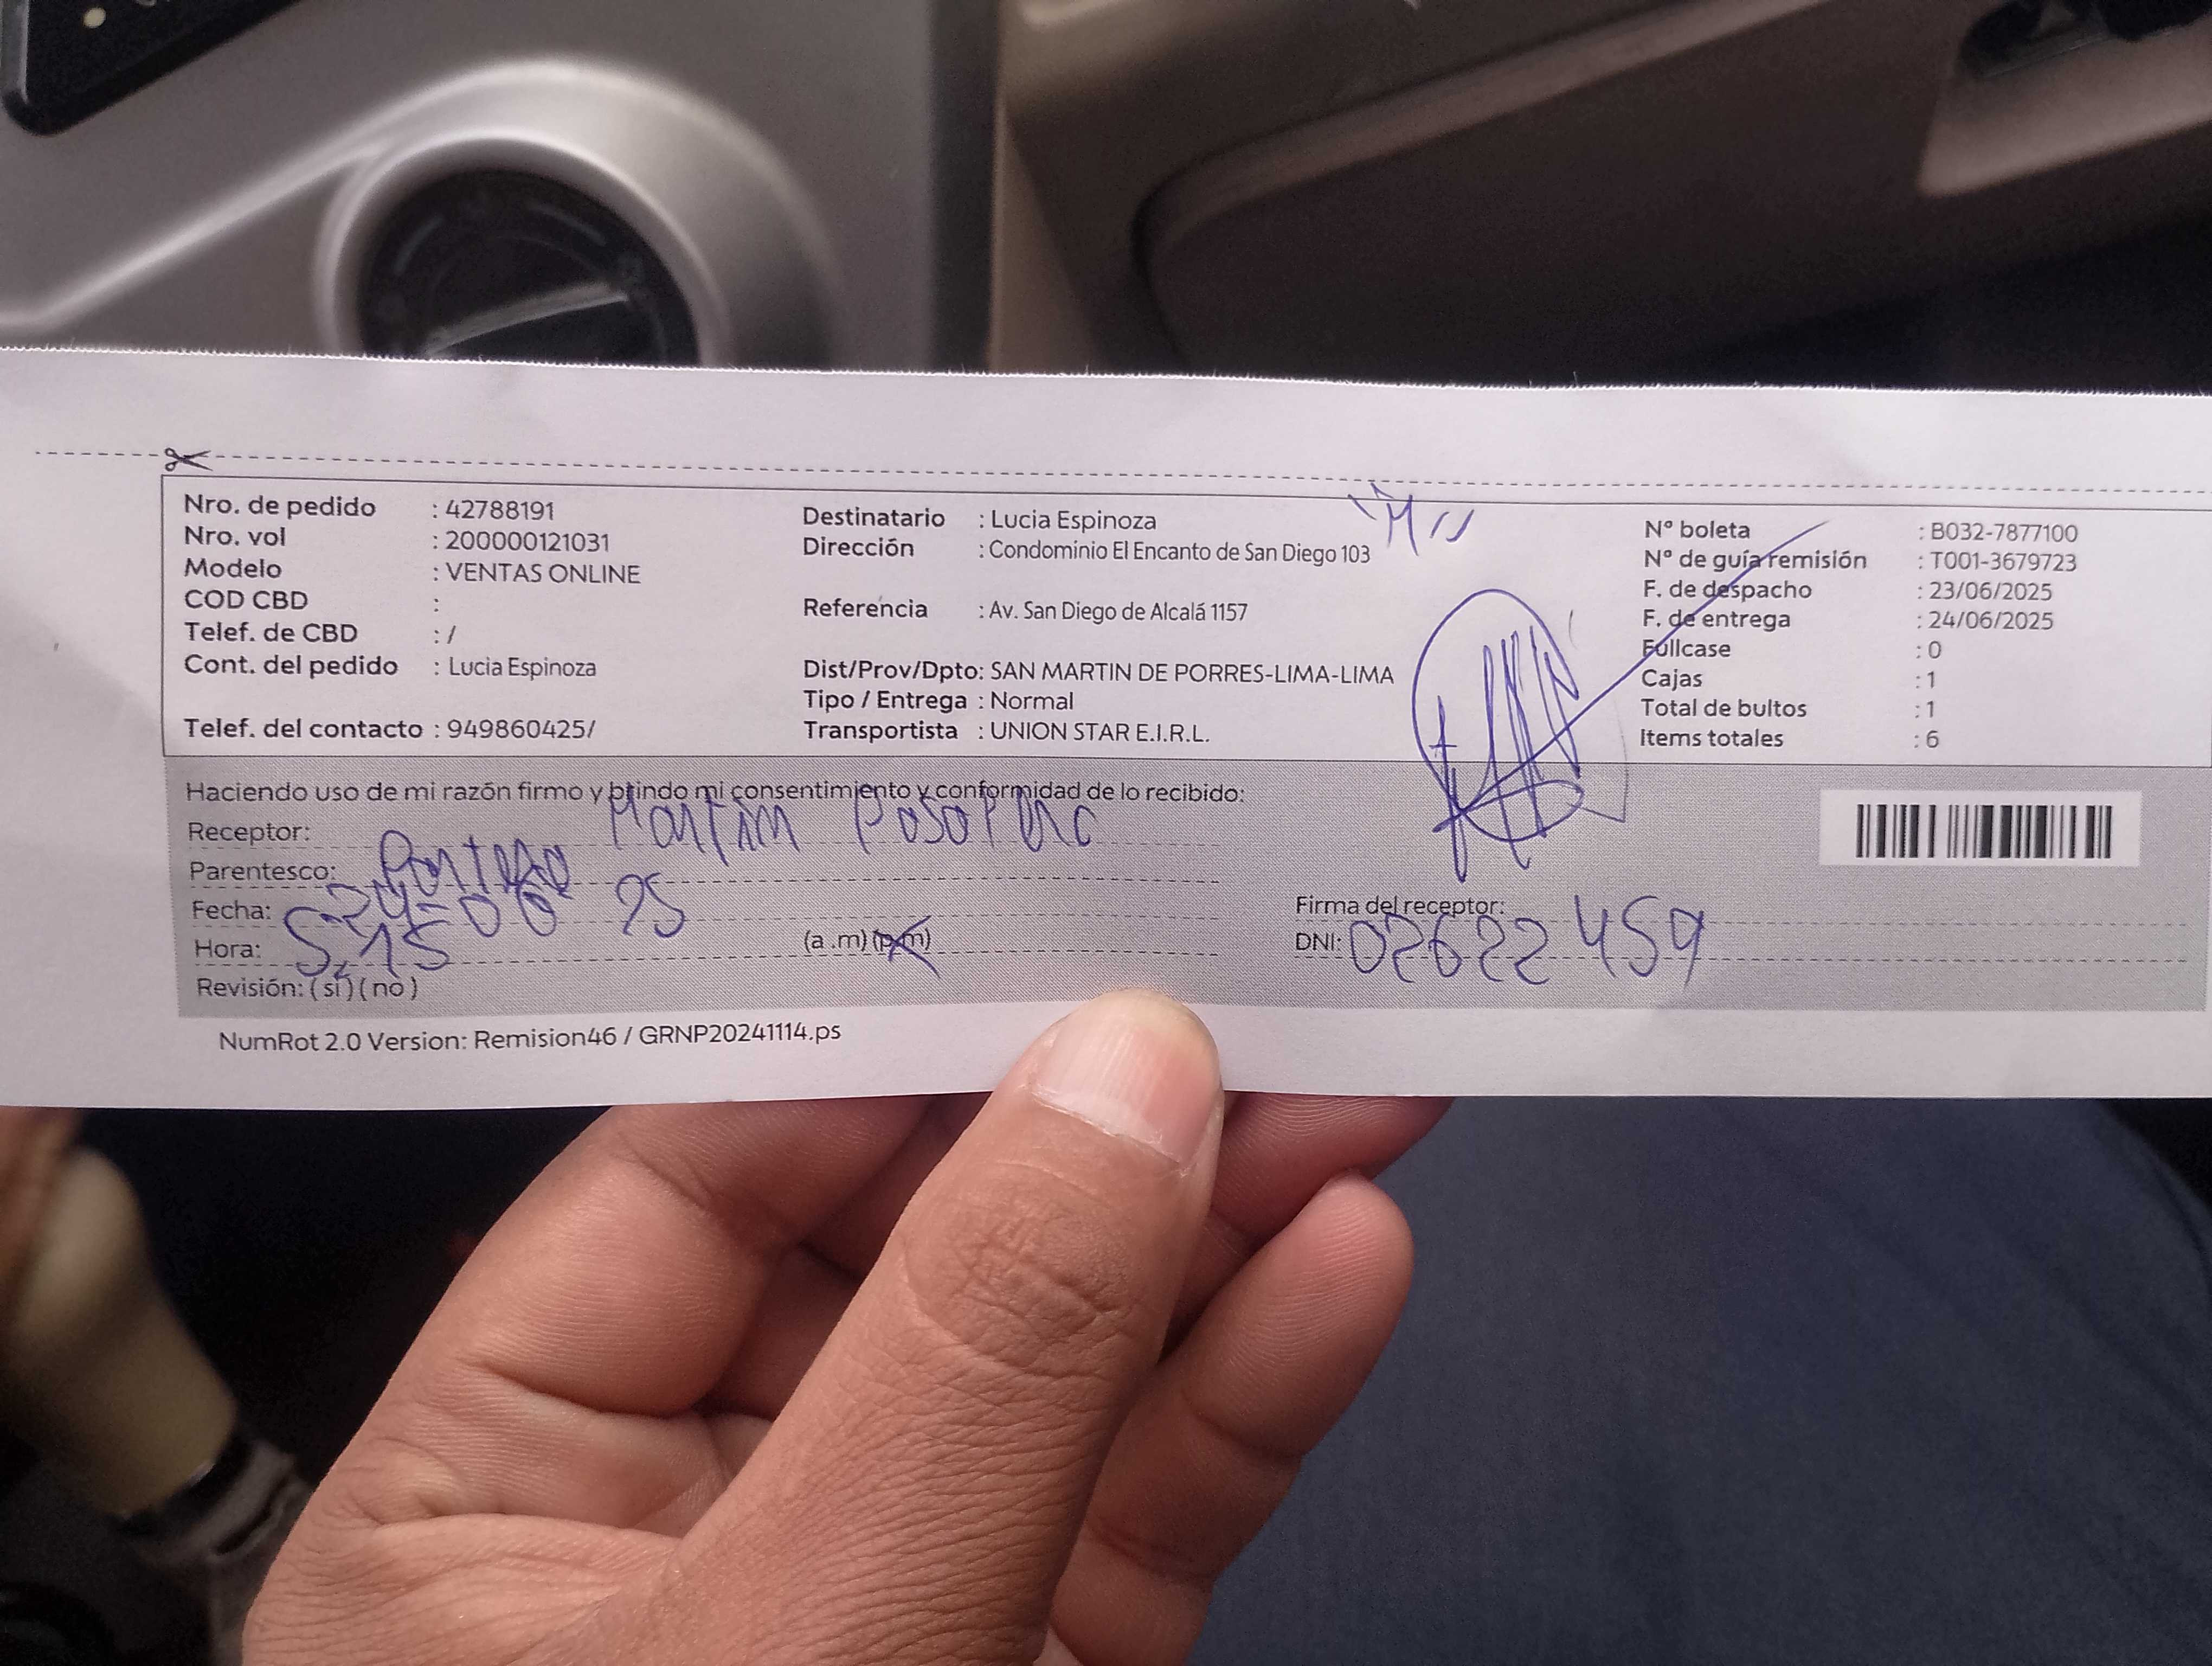 Nro. de pedido : 42788191
Nro. vol : 200000121031
Modelo : VENTAS ONLINE
COD CBD :
Telef. de CBD : /
Cont. del pedido : Lucia Espinoza
Telef. del contacto : 949860425/
Destinatario : Lucia Espinoza
Dirección : Condominio El Encanto de San Diego 103
Referencia : Av. San Diego de Alcalá 1157
Dist/Prov/Dpto: SAN MARTIN DE PORRES-LIMA-LIMA
Tipo / Entrega : Normal
Transportista : UNION STAR E.I.R.L.
N° boleta : B032-7877100
N° de guía remisión : T001-3679723
F. de despacho : 23/06/2025
F. de entrega : 24/06/2025
Fullcase : 0
Cajas : 1
Total de bultos : 1
Items totales : 6
Haciendo uso de mi razón firmo y brindo mi consentimiento y conformidad de lo recibido:
Receptor: Martin
Parentesco:
Fecha: 24-06 25
Hora: 5:15 (a .m) (p.m)
Revisión: (si) (no)
Firma del receptor:
DNI: 02622459
NumRot 2.0 Version: Remision46 / GRNP20241114.ps